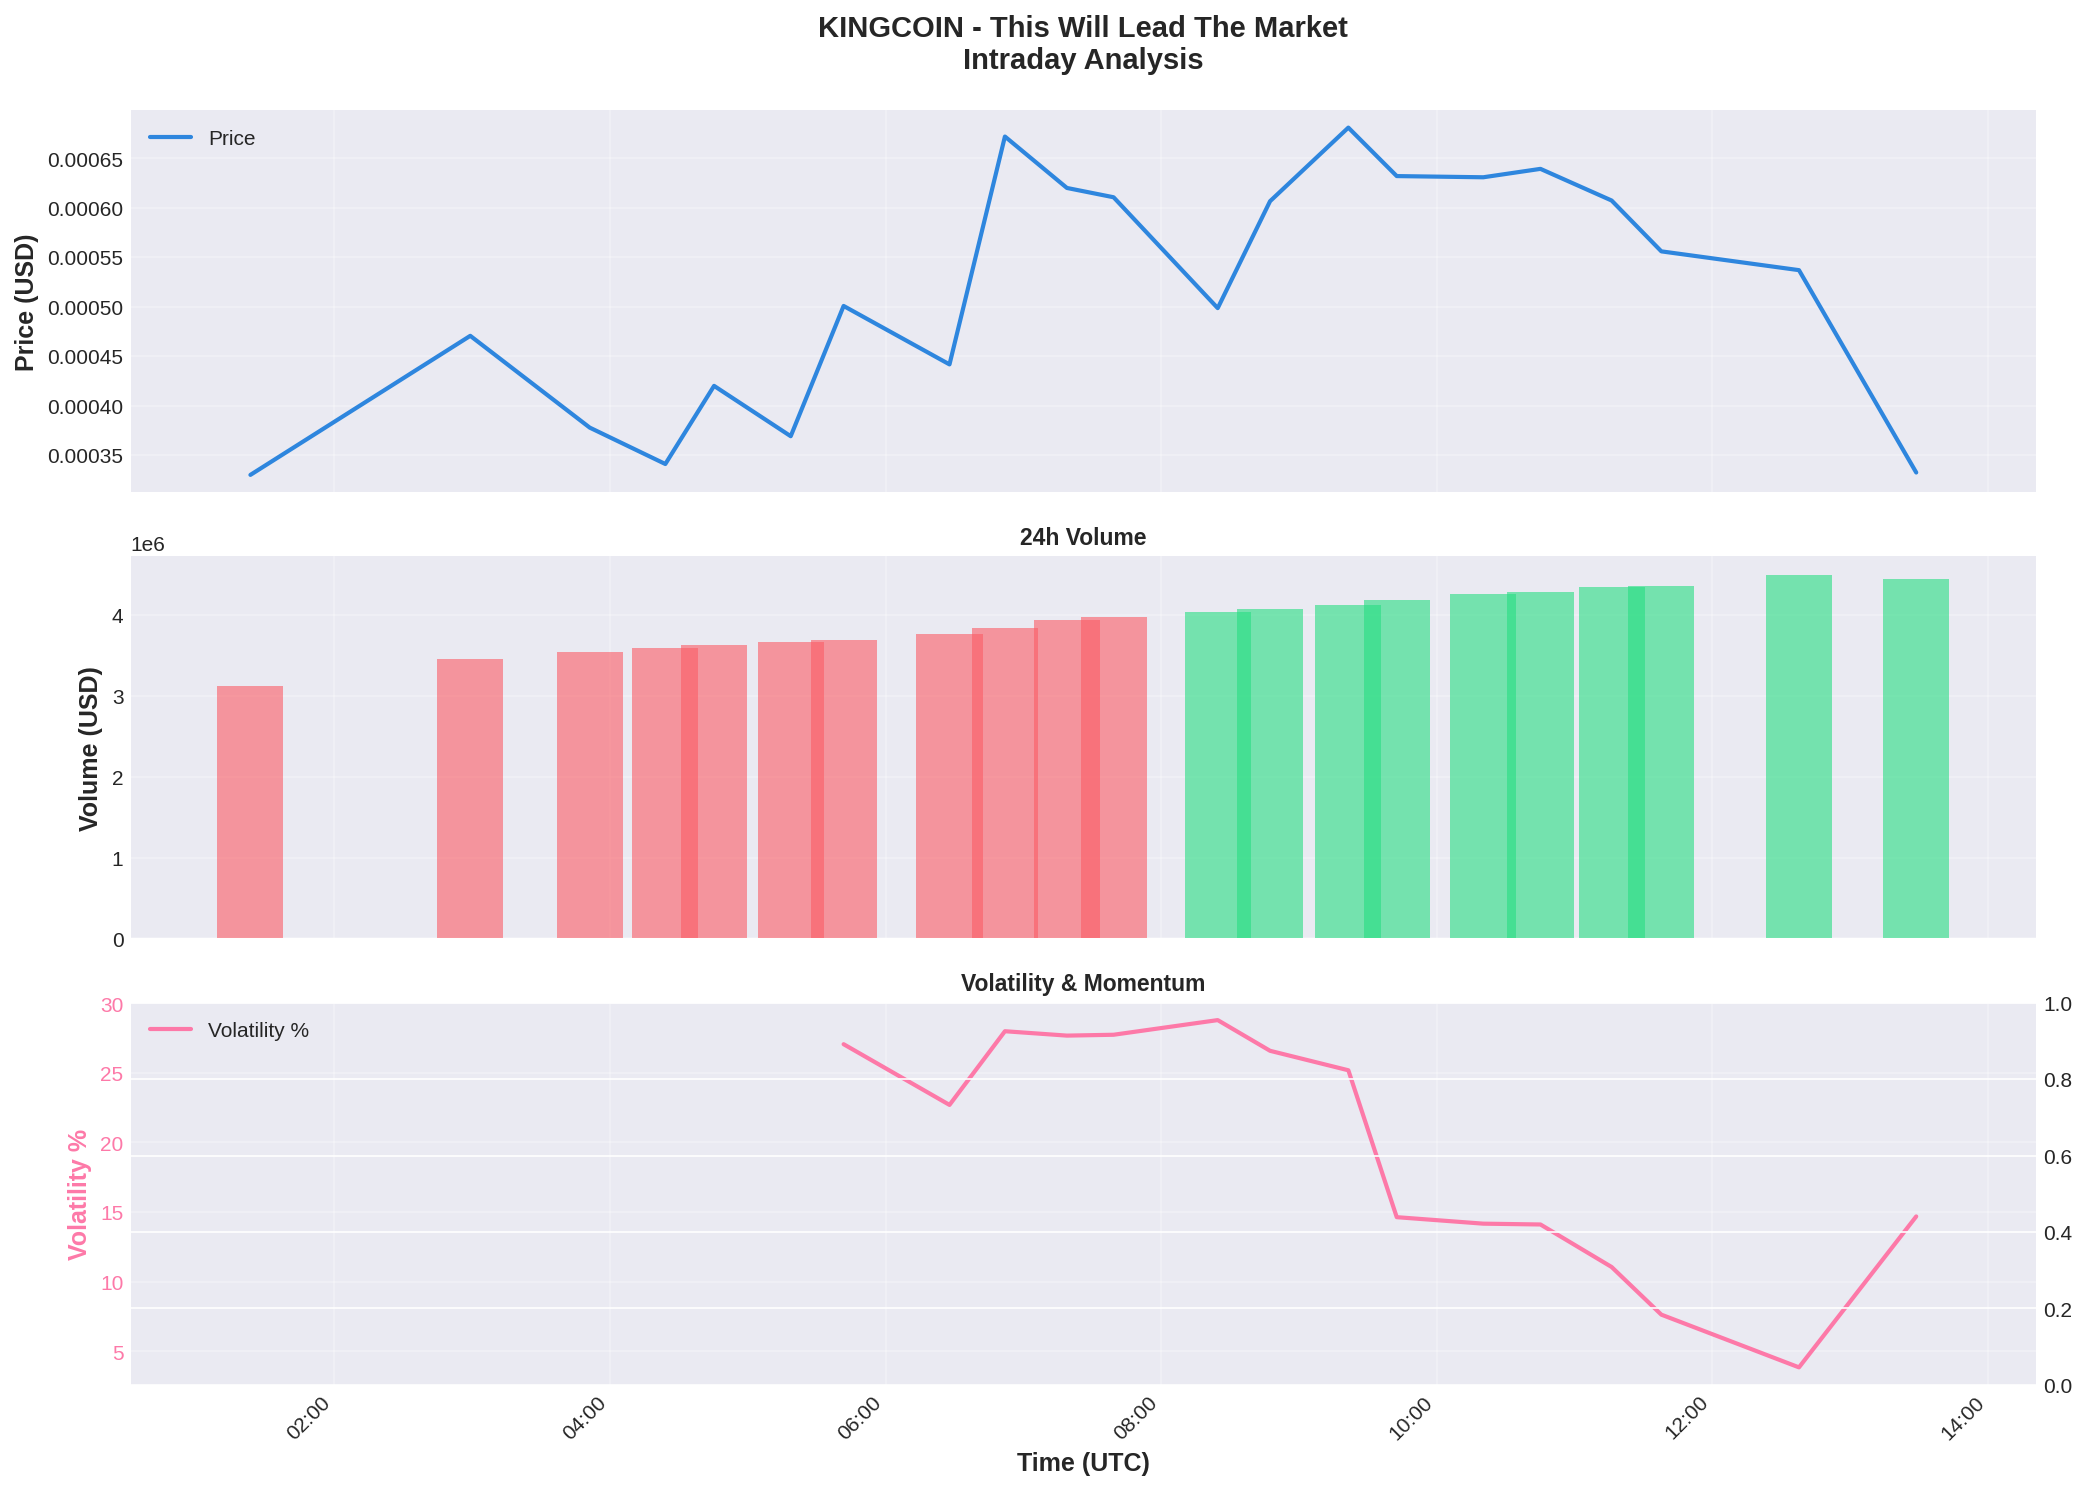 KINGCOIN - This Will Lead The Market
Intraday Analysis
Price
Price (USD)
0.00065
0.00060
0.00055
0.00050
0.00045
0.00040
0.00035
24h Volume
1e6
Volume (USD)
4
3
2
1
0
Volatility & Momentum
Volatility %
Volatility %
30
25
20
15
10
5
1.0
0.8
0.6
0.4
0.2
0.0
02:00
04:00
06:00
08:00
10:00
12:00
14:00
Time (UTC)